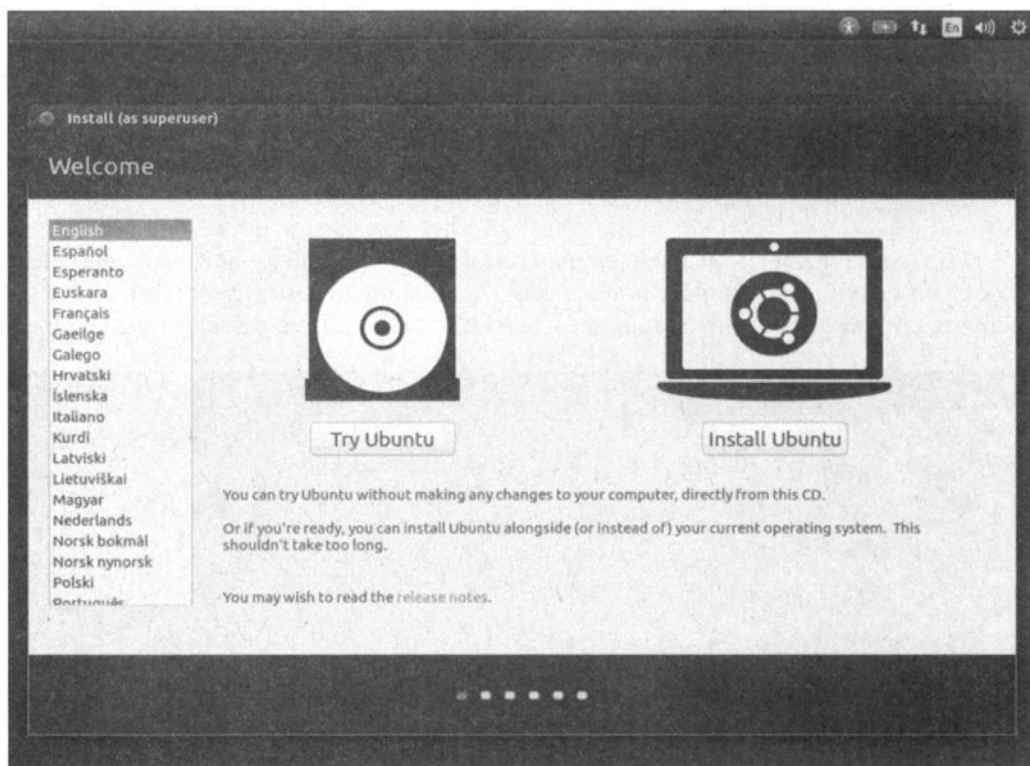 En
Install (as superuser)
Welcome
English
Español
Esperanto
Euskara
Français
Gaeilge
Galego
Hrvatski
Íslenska
Italiano
Kurdî
Latviski
Lietuviškai
Magyar
Nederlands
Norsk bokmål
Norsk nynorsk
Polski
Português
Try Ubuntu
Install Ubuntu
You can try Ubuntu without making any changes to your computer, directly from this CD.
Or if you're ready, you can install Ubuntu alongside (or instead of) your current operating system. This
shouldn't take too long.
You may wish to read the release notes.